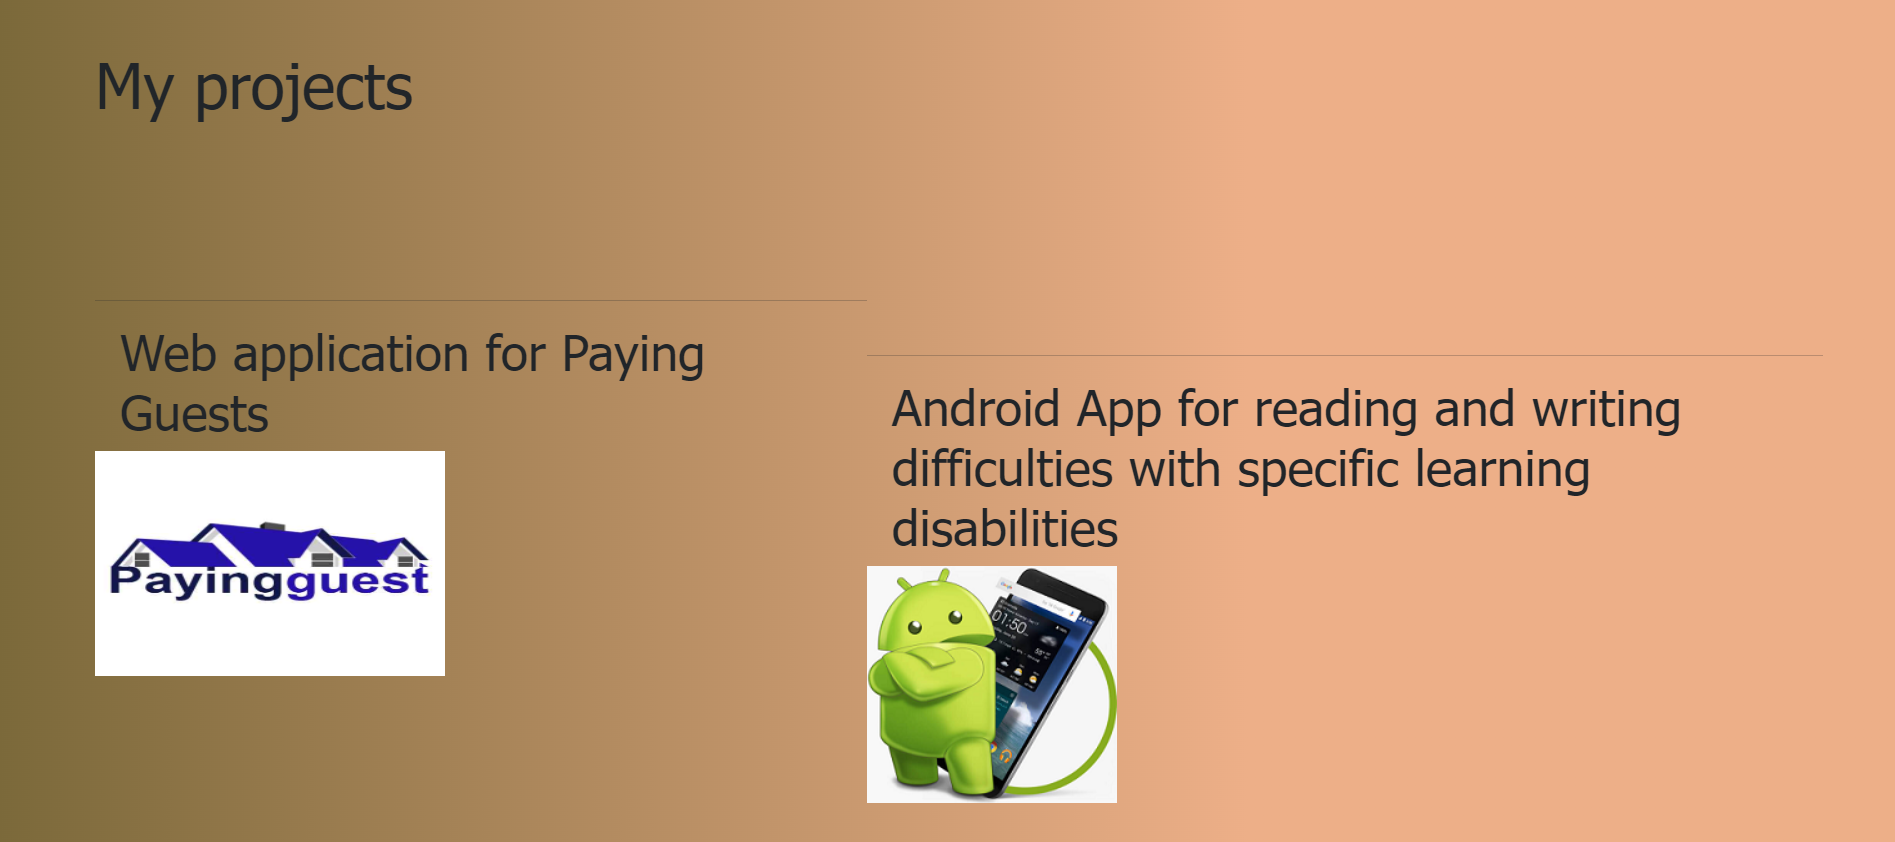 My projects
Web application for Paying
Guests
Payingguest
Android App for reading and writing
difficulties with specific learning
disabilities
01:50